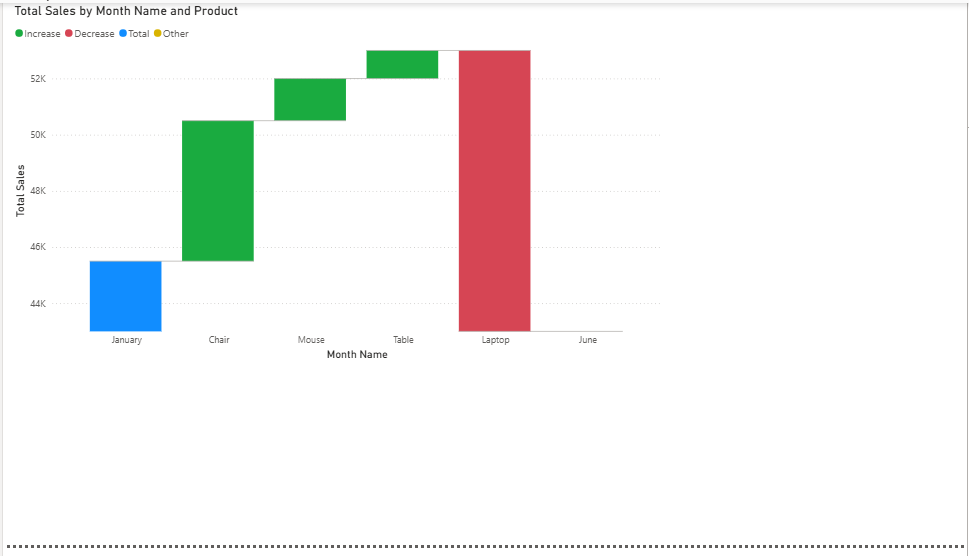 Total Sales by Month Name and Product
Increase Decrease Total Other
52K
50K
48K
46K
44K
Total Sales
January Chair Mouse Table Laptop June
Month Name